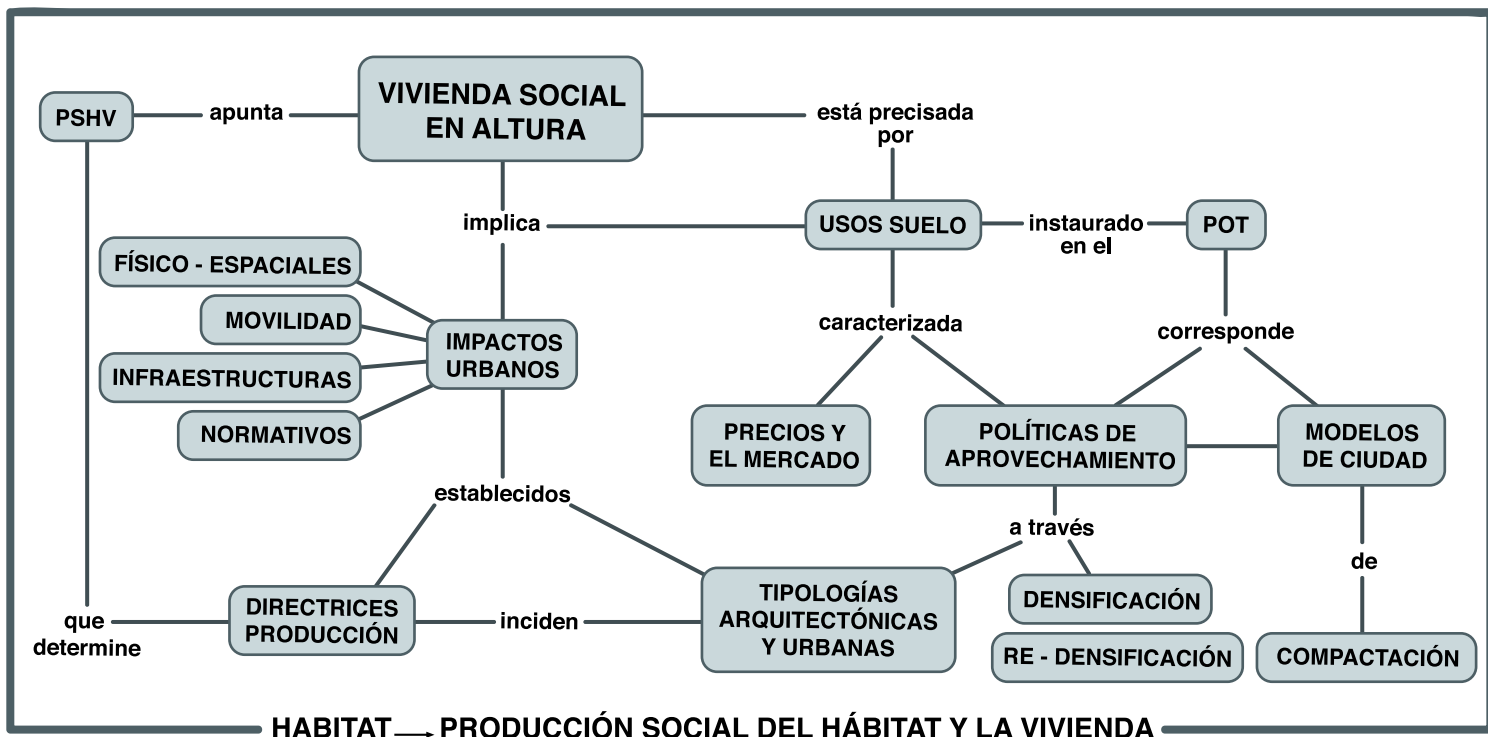 VIVIENDA SOCIAL
EN ALTURA
PSHV
apunta
está precisada
por
implica
USOS SUELO
instaurado
en el
POT
FÍSICO - ESPACIALES
MOVILIDAD
INFRAESTRUCTURAS
NORMATIVOS
IMPACTOS
URBANOS
caracterizada
corresponde
PRECIOS Y
EL MERCADO
POLÍTICAS DE
APROVECHAMIENTO
MODELOS
DE CIUDAD
establecidos
a través
de
DIRECTRICES
PRODUCCIÓN
inciden
TIPOLOGÍAS
ARQUITECTÓNICAS
Y URBANAS
DENSIFICACIÓN
RE - DENSIFICACIÓN
COMPACTACIÓN
que
determine
HABITAT → PRODUCCIÓN SOCIAL DEL HÁBITAT Y LA VIVIENDA